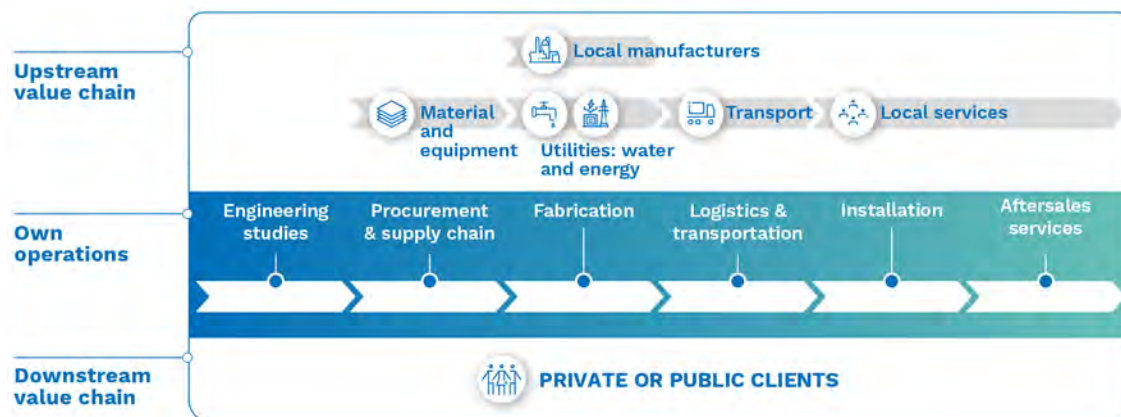 Upstream
value chain
Local manufacturers
Material
and
equipment
Utilities: water
and energy
Transport
Local services
Own
operations
Engineering
studies
Procurement
& supply chain
Fabrication
Logistics &
transportation
Installation
Aftersales
services
Downstream
value chain
PRIVATE OR PUBLIC CLIENTS